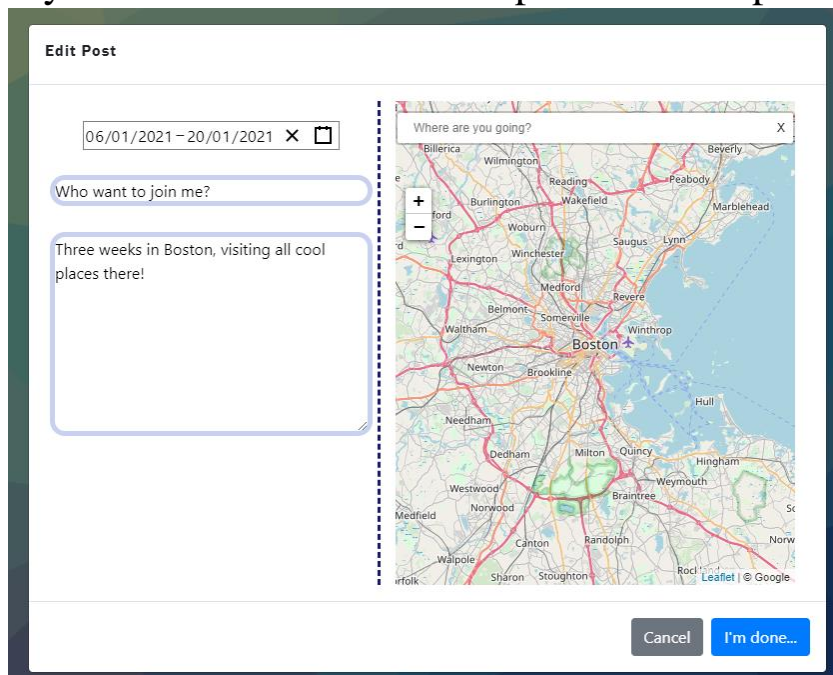 Edit Post
06/01/2021 – 20/01/2021 ✕
Who want to join me?
Three weeks in Boston, visiting all cool
places there!
Where are you going? X
Billerica
Wilmington
Beverly
Reading
Peabody
+
Burlington
Wakefield
Marblehead
ford
Woburn
−
Saugus
Lynn
Lexington
Winchester
Medford
Revere
Belmont
Somerville
Waltham
Winthrop
Boston
Newton
Brookline
Hull
Needham
Dedham
Milton
Quincy
Hingham
Westwood
Weymouth
Norwood
Braintree
Medfield
Canton
Randolph
Norw
Walpole
rfolk
Sharon
Stoughton
Leaflet | © Google
Cancel
I'm done...